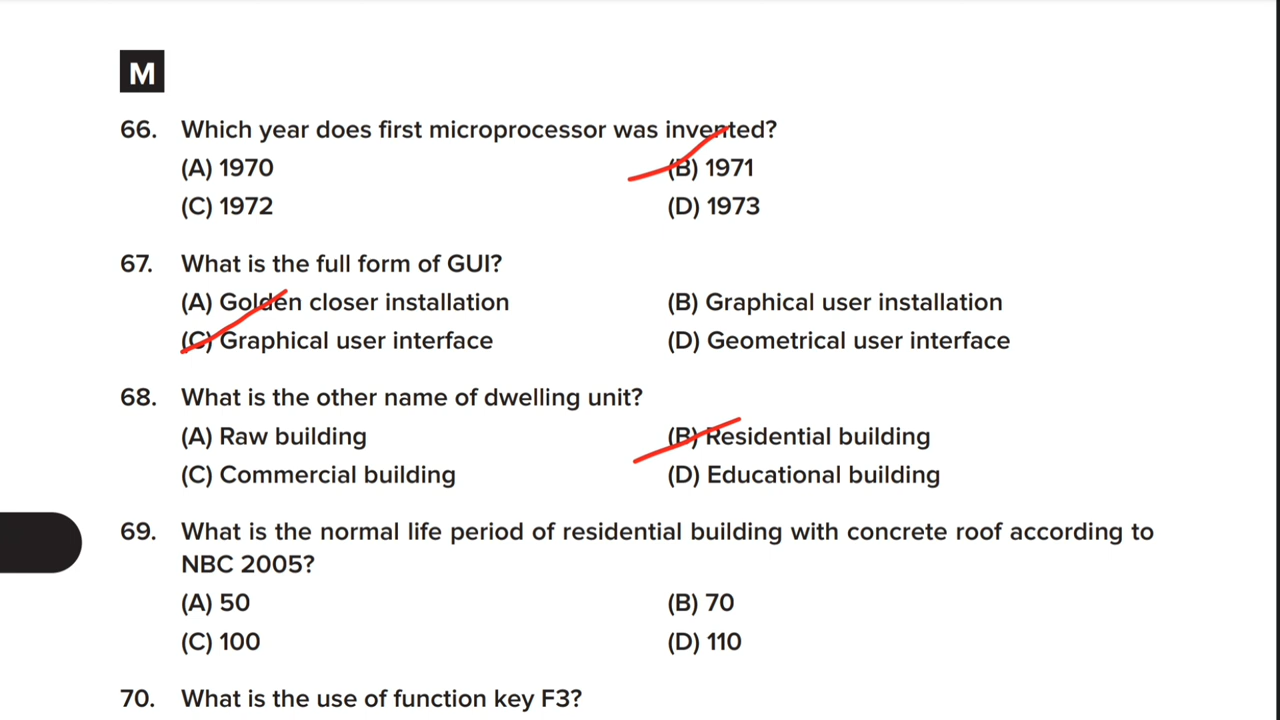 M
66. Which year does first microprocessor was invented?
(A) 1970 (B) 1971
(C) 1972 (D) 1973
67. What is the full form of GUI?
(A) Golden closer installation (B) Graphical user installation
(C) Graphical user interface (D) Geometrical user interface
68. What is the other name of dwelling unit?
(A) Raw building (B) Residential building
(C) Commercial building (D) Educational building
69. What is the normal life period of residential building with concrete roof according to
NBC 2005?
(A) 50 (B) 70
(C) 100 (D) 110
70. What is the use of function key F3?